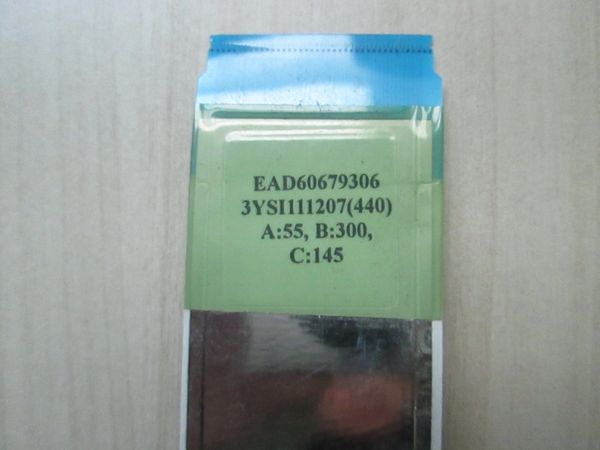 EAD60679306
3YSI111207(440)
A:55, B:300,
C:145